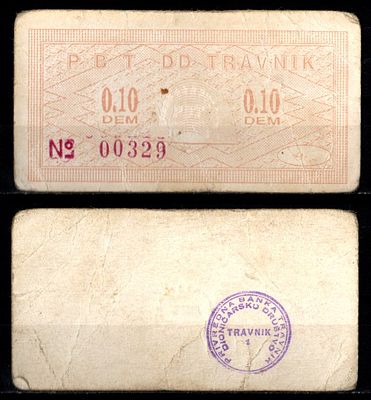 P B T DD TRAVNIK
0.10 0.10
DEM DEM
No 00329
PRIVREDNA BANKA TRAVNIK
DIONIČARSKO DRUŠTVO
TRAVNIK
1